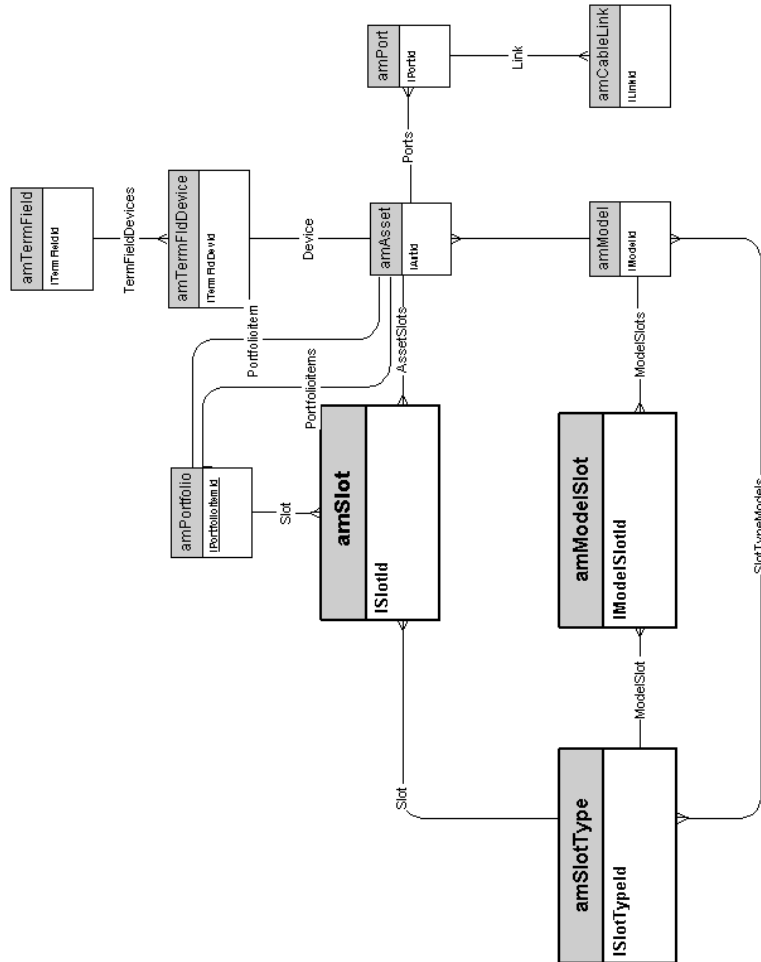 amTermField
lTermFieldId
TermFieldDevices
amTermFldDevice
lTermFldDevId
Device
amPort
lPortId
Link
amCableLink
lLinkId
Ports
amAsset
lAstId
PortfolioItem
PortfolioItems
AssetSlots
amModel
lModelId
amPortfolio
lPortfolioItemId
Slot
amSlot
lSlotId
ModelSlots
amModelSlot
lModelSlotId
SlotTypeModels
Slot
ModelSlot
amSlotType
lSlotTypeId